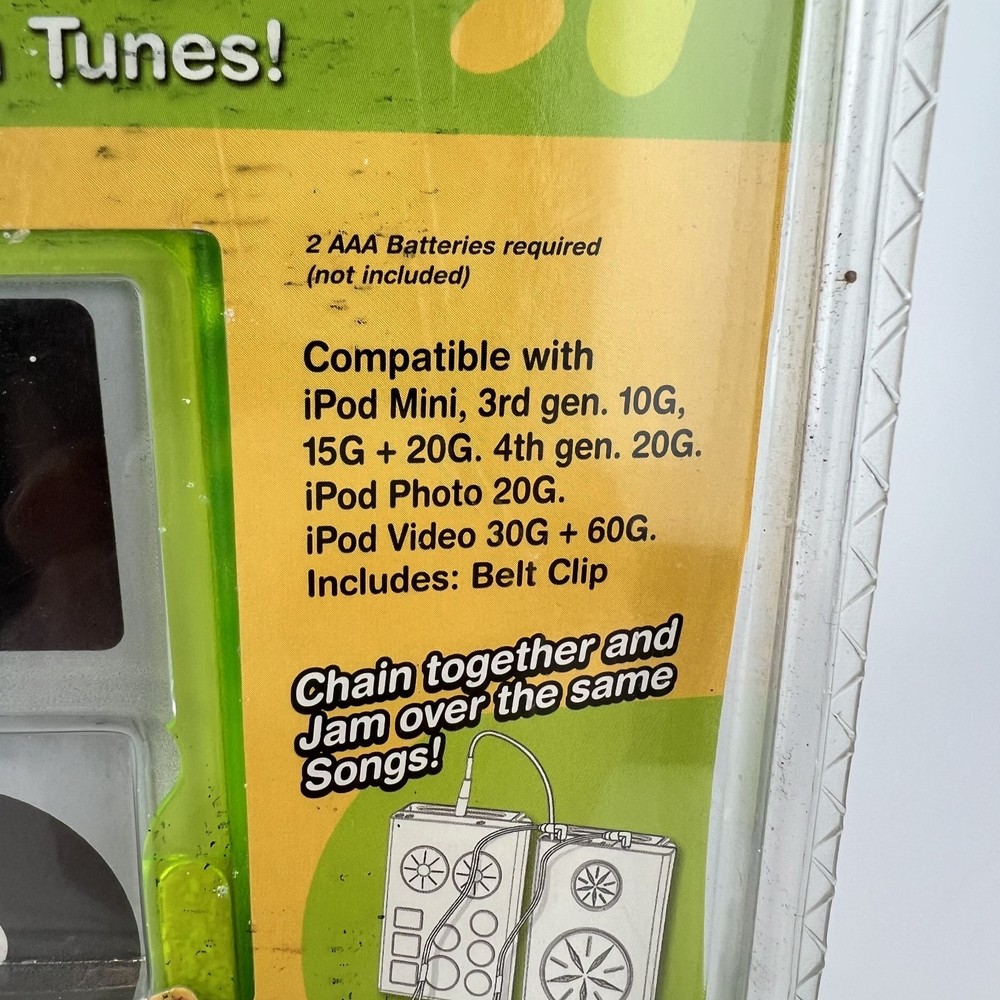 Tunes!
2 AAA Batteries required
(not included)
Compatible with
iPod Mini, 3rd gen. 10G,
15G + 20G. 4th gen. 20G.
iPod Photo 20G.
iPod Video 30G + 60G.
Includes: Belt Clip
Chain together and
Jam over the same
Songs!